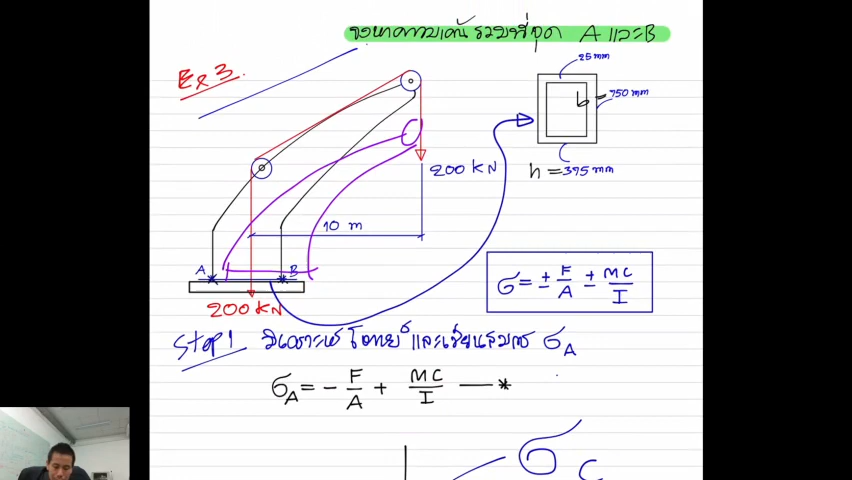 จงหาความเค้นรวมที่จุด A และ B
Ex 3.
25 mm
b = 750 mm
h = 375 mm
200 KN
10 m
A B
200 KN
σ = ± F/A ± MC/I
Step 1 วิเคราะห์โจทย์และเขียนสมการ σA
σA = - F/A + MC/I — *
σ